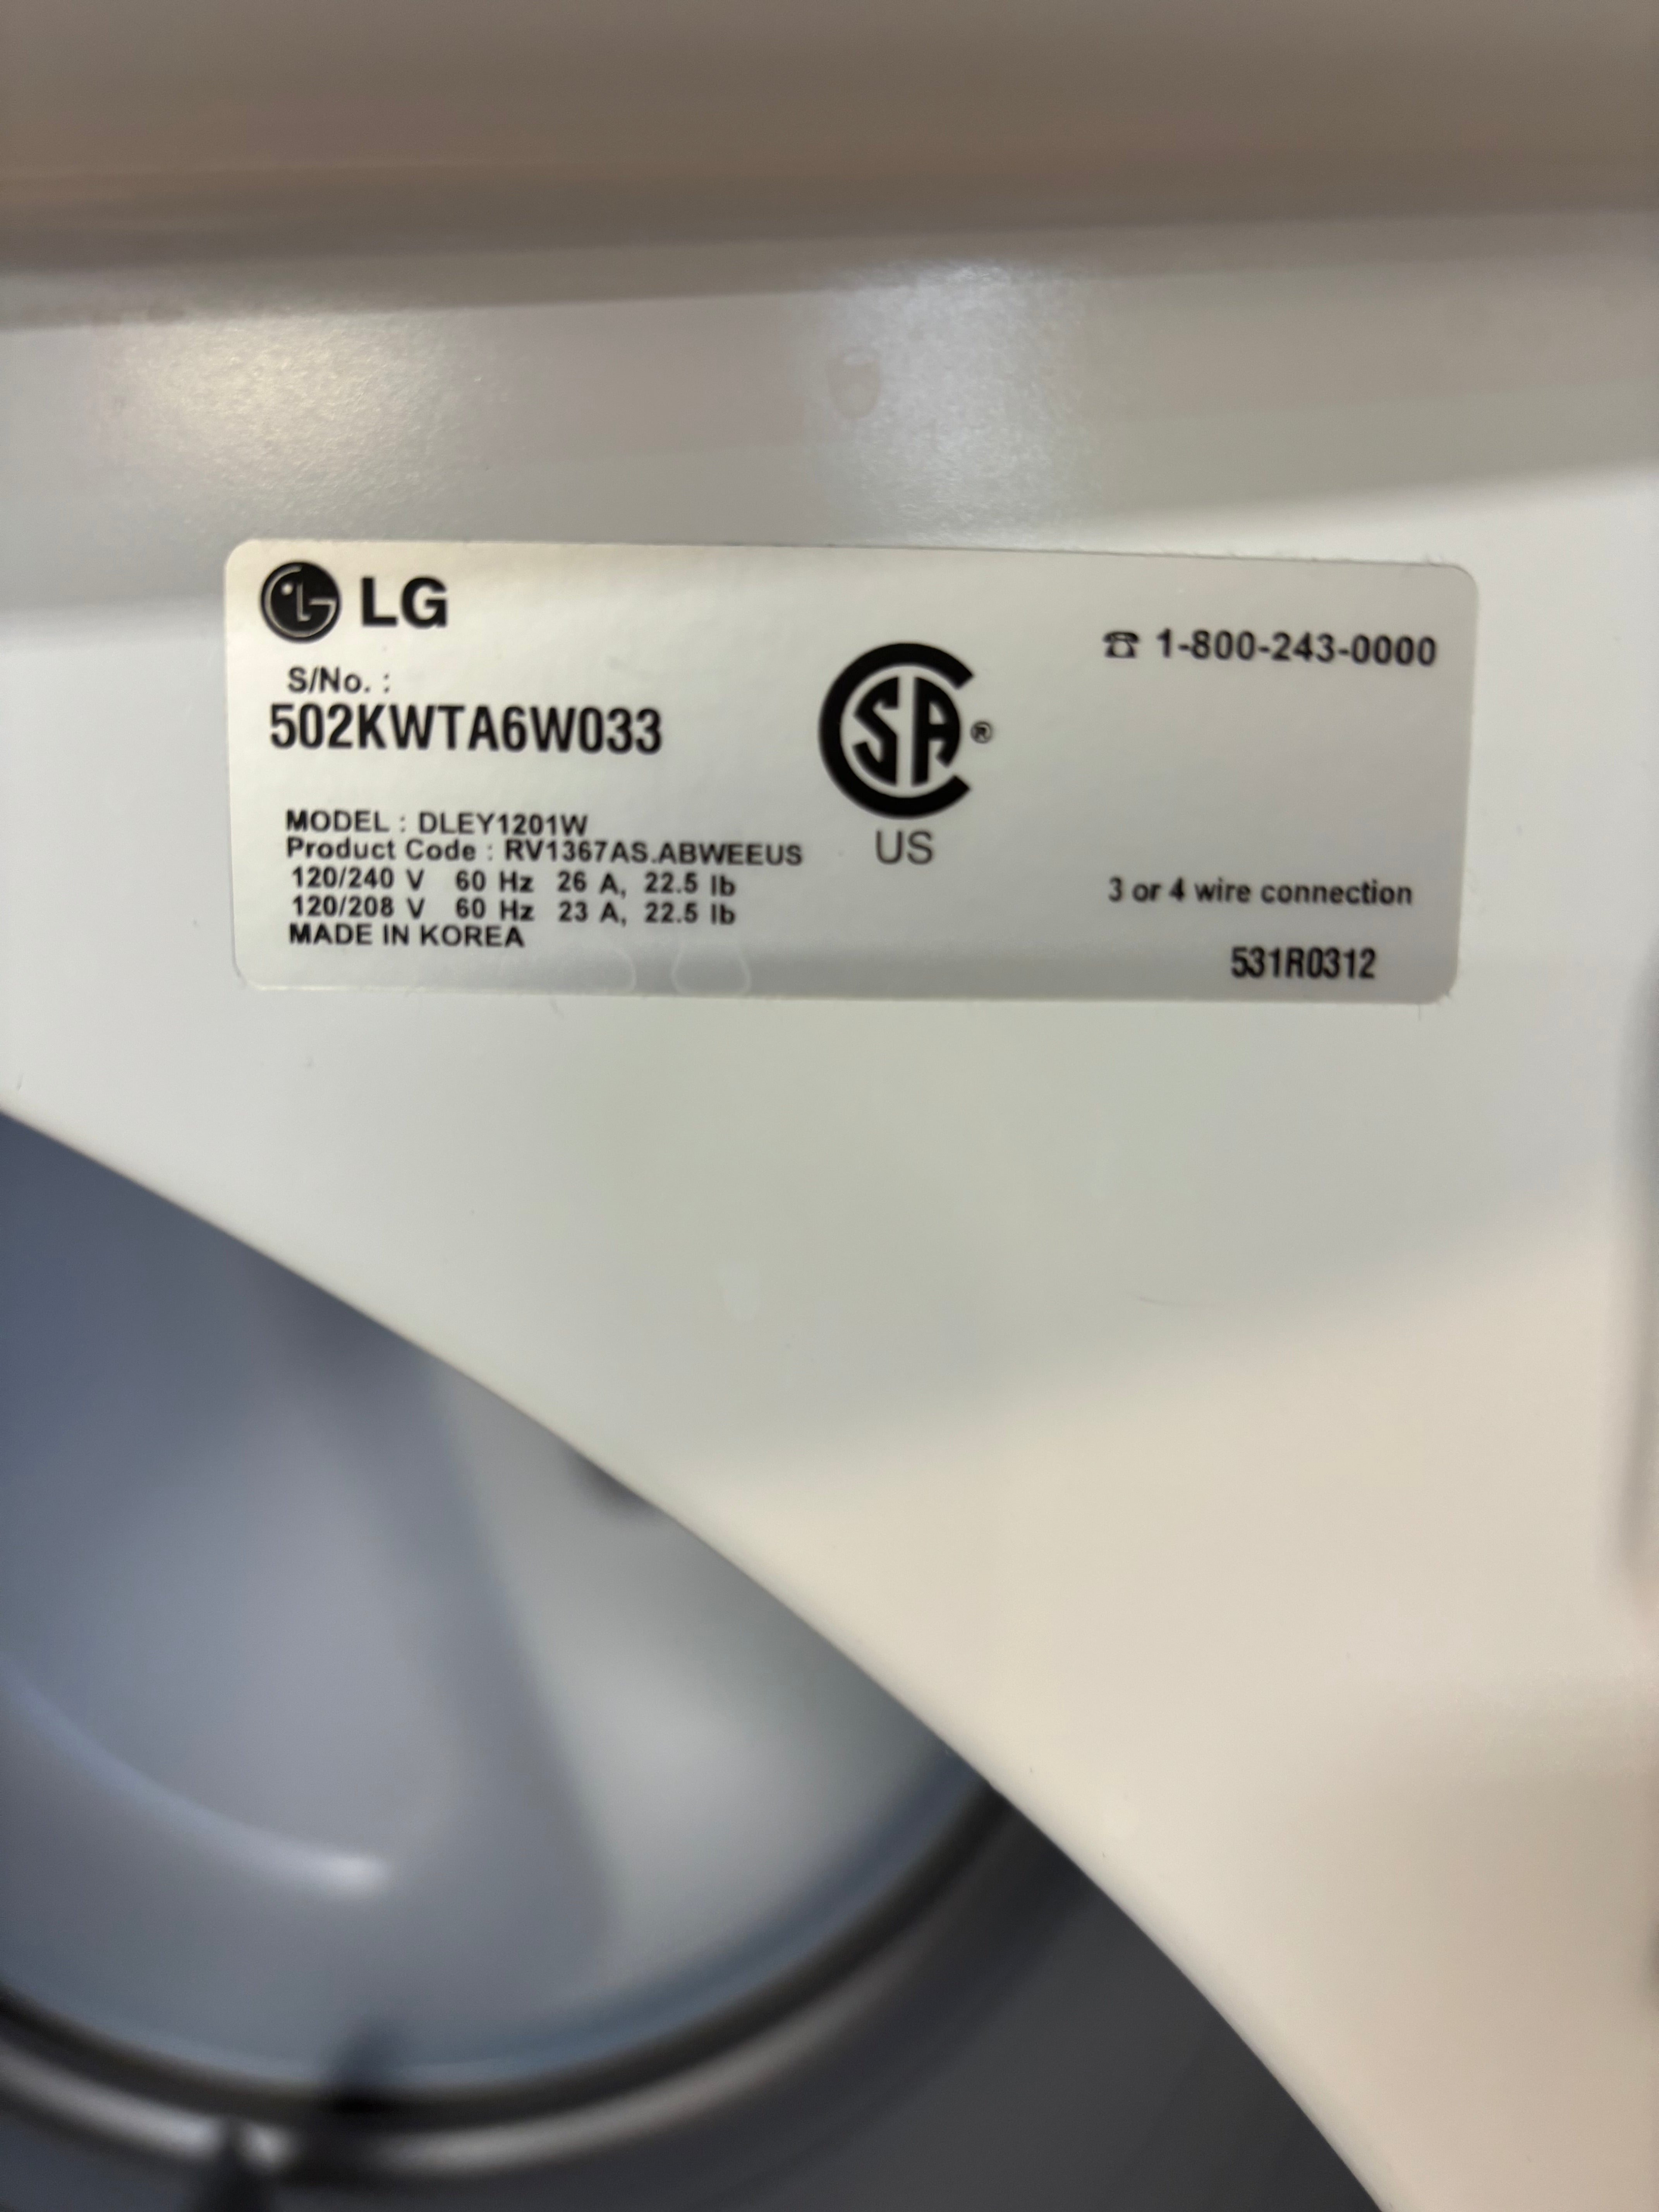 LG
1-800-243-0000
S/No. :
502KWTA6W033
SA ®
US
MODEL : DLEY1201W
Product Code : RV1367AS.ABWEEUS
120/240 V 60 Hz 26 A, 22.5 lb
120/208 V 60 Hz 23 A, 22.5 lb
MADE IN KOREA
3 or 4 wire connection
531R0312